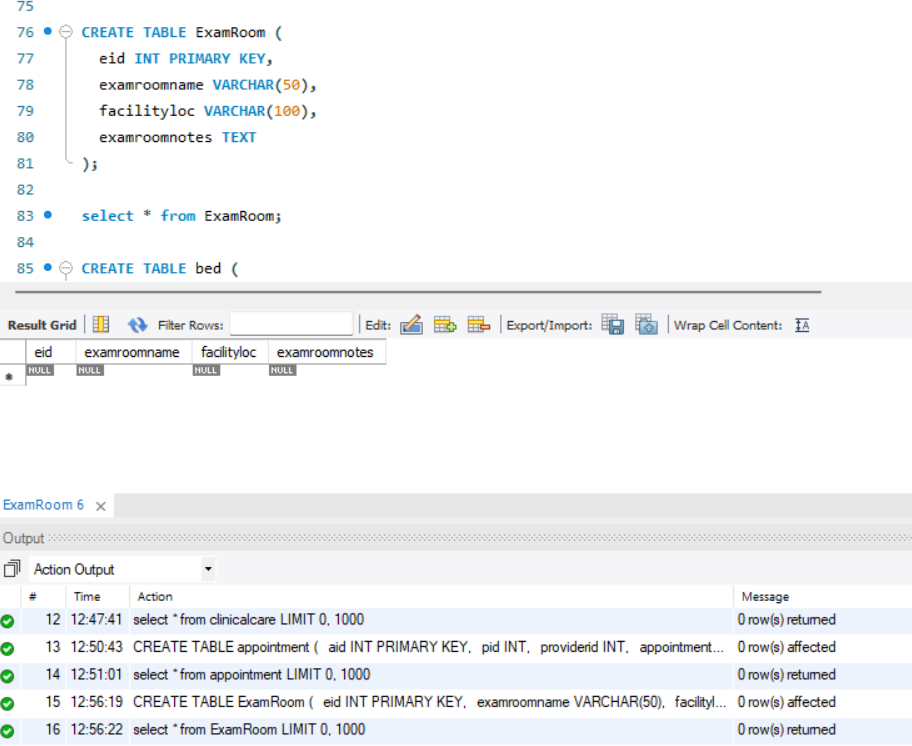 75
76 CREATE TABLE ExamRoom (
77 eid INT PRIMARY KEY,
78 examroomname VARCHAR(50),
79 facilityloc VARCHAR(100),
80 examroomnotes TEXT
81 );
82
83 select * from ExamRoom;
84
85 CREATE TABLE bed (
Result Grid Filter Rows: Edit: Export/Import: Wrap Cell Content: IA
eid examroomname facilityloc examroomnotes
NULL NULL NULL NULL
ExamRoom 6 ×
Output
Action Output
# Time Action Message
12 12:47:41 select * from clinicalcare LIMIT 0, 1000 0 row(s) returned
13 12:50:43 CREATE TABLE appointment ( aid INT PRIMARY KEY, pid INT, providerid INT, appointment... 0 row(s) affected
14 12:51:01 select * from appointment LIMIT 0, 1000 0 row(s) returned
15 12:56:19 CREATE TABLE ExamRoom ( eid INT PRIMARY KEY, examroomname VARCHAR(50), facilityl... 0 row(s) affected
16 12:56:22 select * from ExamRoom LIMIT 0, 1000 0 row(s) returned